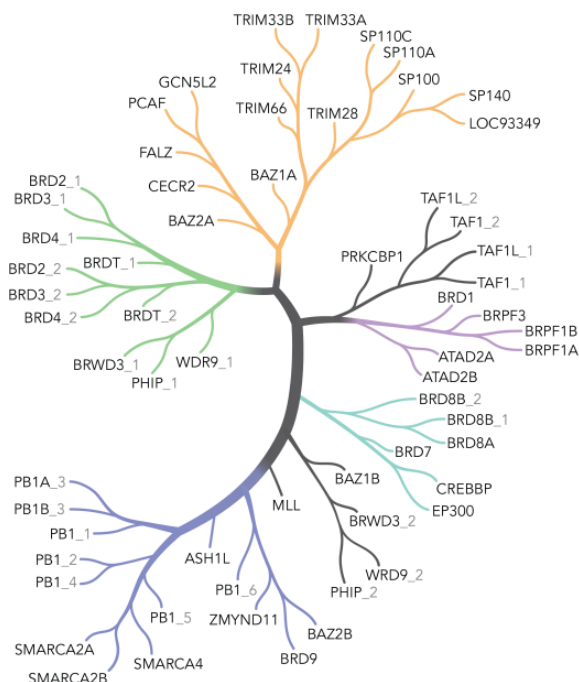 TRIM33B
TRIM33A
SP110C
SP110A
GCN5L2
TRIM24
SP100
PCAF
SP140
TRIM66
TRIM28
LOC93349
FALZ
BAZ1A
CECR2
BRD2_1
BRD3_1
BAZ2A
TAF1L_2
TAF1_2
BRD4_1
TAF1L_1
PRKCBP1
BRDT_1
BRD2_2
TAF1_1
BRD3_2
BRD1
BRDT_2
BRPF3
BRD4_2
BRPF1B
BRPF1A
ATAD2A
WDR9_1
BRWD3_1
ATAD2B
PHIP_1
BRD8B_2
BRD8B_1
BRD8A
BRD7
PB1A_3
BAZ1B
CREBBP
PB1B_3
MLL
EP300
BRWD3_2
PB1_1
ASH1L
PB1_2
WRD9_2
PB1_4
PB1_6
PHIP_2
PB1_5
ZMYND11
BAZ2B
SMARCA2A
SMARCA4
BRD9
SMARCA2B